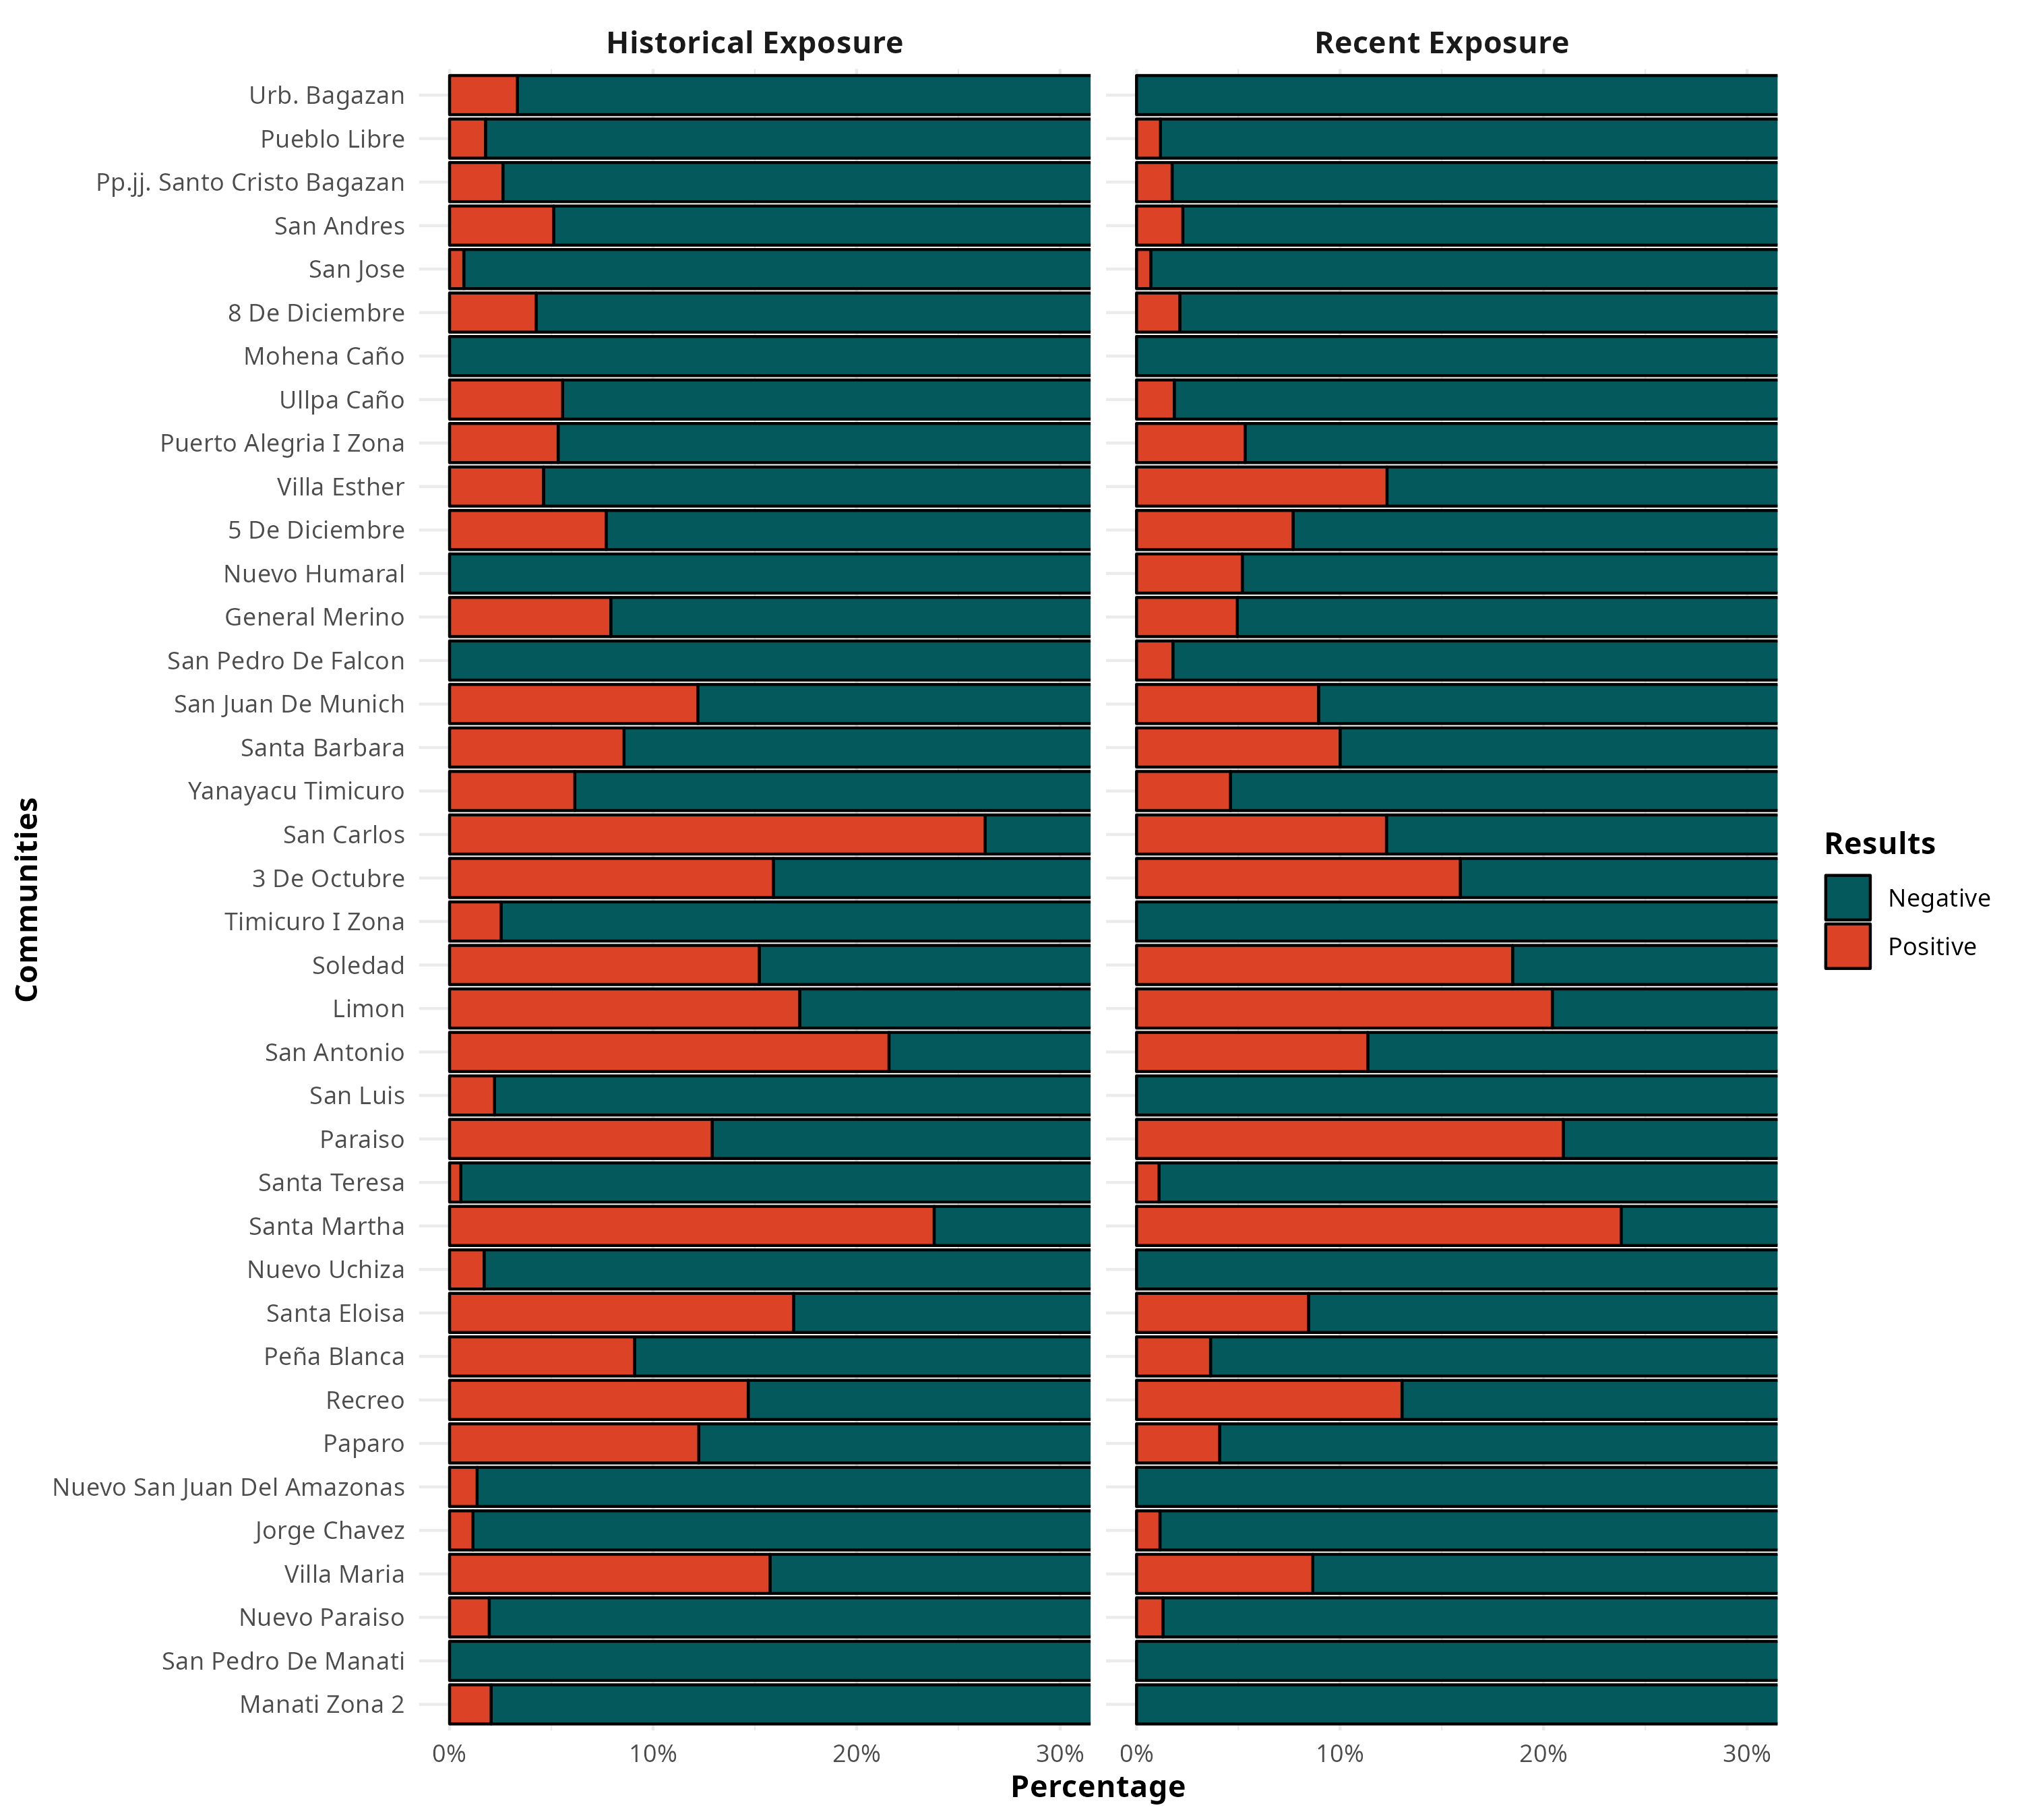 Historical Exposure
Recent Exposure
Urb. Bagazan
Pueblo Libre
Pp.jj. Santo Cristo Bagazan
San Andres
San Jose
8 De Diciembre
Mohena Caño
Ullpa Caño
Puerto Alegria I Zona
Villa Esther
5 De Diciembre
Nuevo Humaral
General Merino
San Pedro De Falcon
San Juan De Munich
Santa Barbara
Yanayacu Timicuro
San Carlos
3 De Octubre
Timicuro I Zona
Soledad
Limon
San Antonio
San Luis
Paraiso
Santa Teresa
Santa Martha
Nuevo Uchiza
Santa Eloisa
Peña Blanca
Recreo
Paparo
Nuevo San Juan Del Amazonas
Jorge Chavez
Villa Maria
Nuevo Paraiso
San Pedro De Manati
Manati Zona 2
Communities
0% 10% 20% 30%
0% 10% 20% 30%
Percentage
Results
Negative
Positive